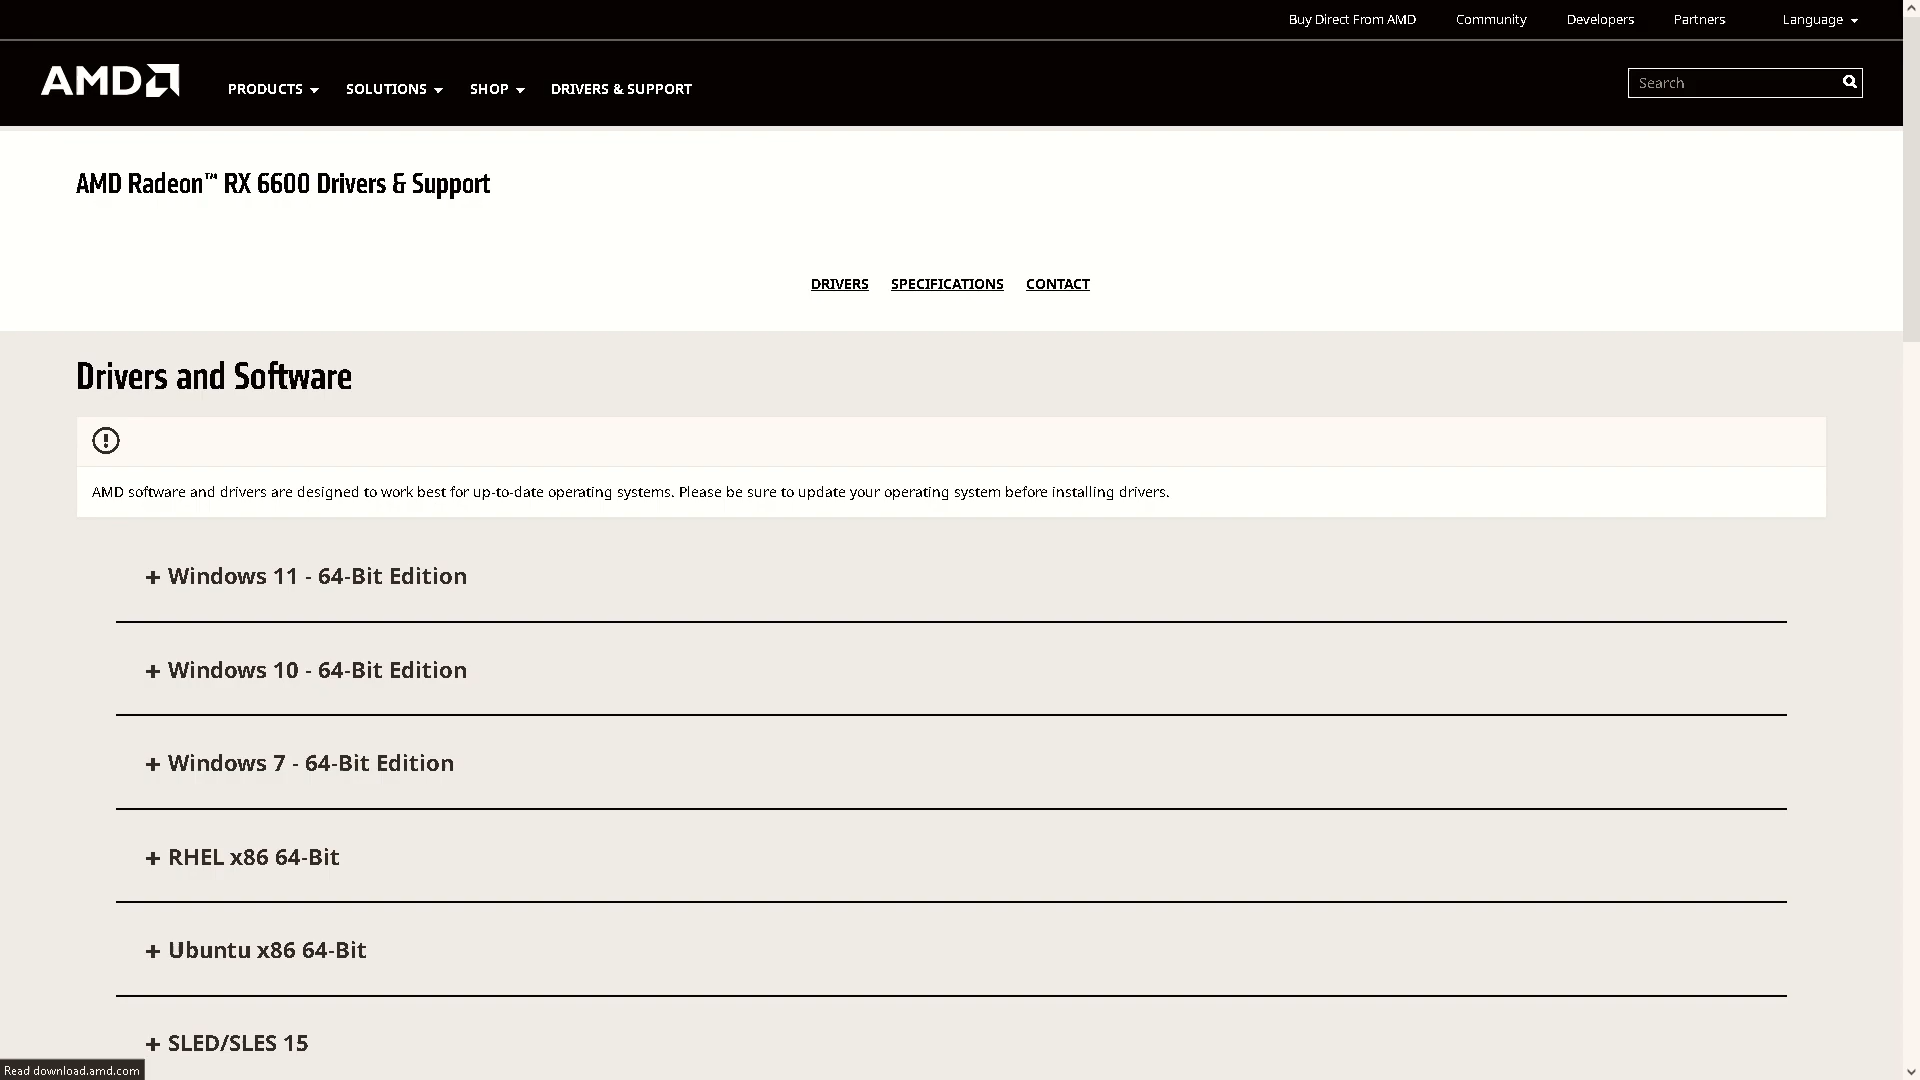 Buy Direct From AMD Community Developers Partners Language
AMD PRODUCTS SOLUTIONS SHOP DRIVERS & SUPPORT Search
AMD Radeon™ RX 6600 Drivers & Support
DRIVERS SPECIFICATIONS CONTACT
Drivers and Software
AMD software and drivers are designed to work best for up-to-date operating systems. Please be sure to update your operating system before installing drivers.
+ Windows 11 - 64-Bit Edition
+ Windows 10 - 64-Bit Edition
+ Windows 7 - 64-Bit Edition
+ RHEL x86 64-Bit
+ Ubuntu x86 64-Bit
+ SLED/SLES 15
Read download.amd.com